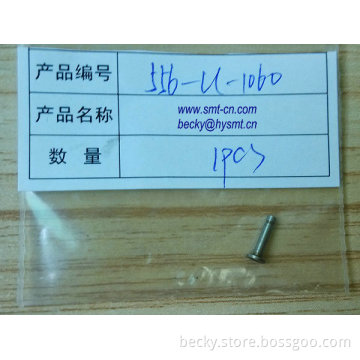 产品编号 556-U-1060
产品名称 www.smt-cn.com
becky@hysmt.cn
数 量 1pcs
becky.store.bossgoo.com